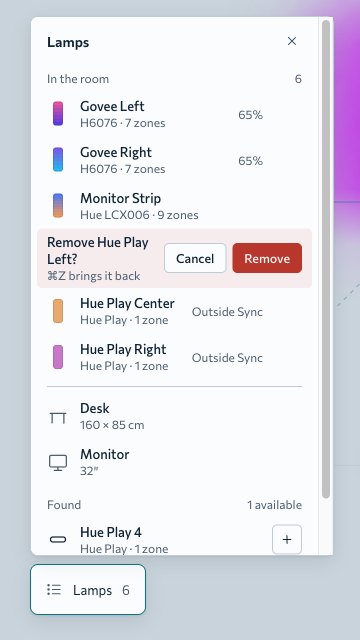 Lamps
In the room 6
Govee Left
H6076 · 7 zones 65%
Govee Right
H6076 · 7 zones 65%
Monitor Strip
Hue LCX006 · 9 zones
Remove Hue Play
Left?
⌘Z brings it back
Cancel Remove
Hue Play Center
Hue Play · 1 zone Outside Sync
Hue Play Right
Hue Play · 1 zone Outside Sync
Desk
160 × 85 cm
Monitor
32"
Found 1 available
Hue Play 4
Hue Play · 1 zone
Lamps 6